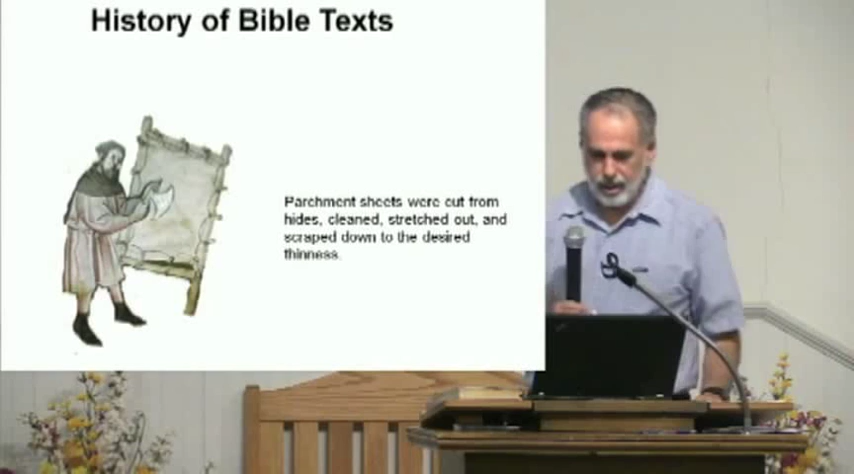 History of Bible Texts
Parchment sheets were cut from
hides, cleaned, stretched out, and
scraped down to the desired
thinness.